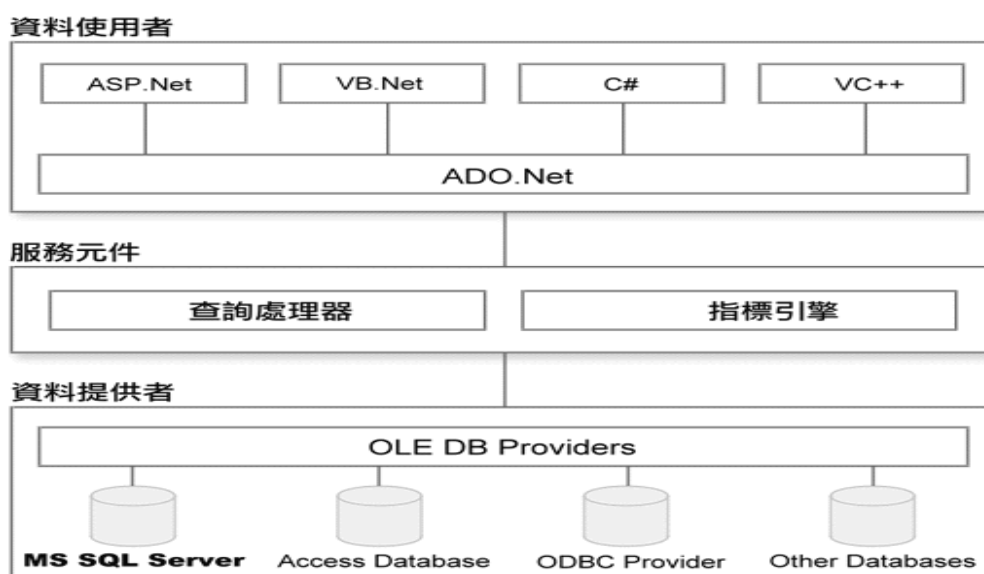 資料使用者
ASP.Net VB.Net C# VC++
ADO.Net
服務元件
查詢處理器 指標引擎
資料提供者
OLE DB Providers
MS SQL Server Access Database ODBC Provider Other Databases